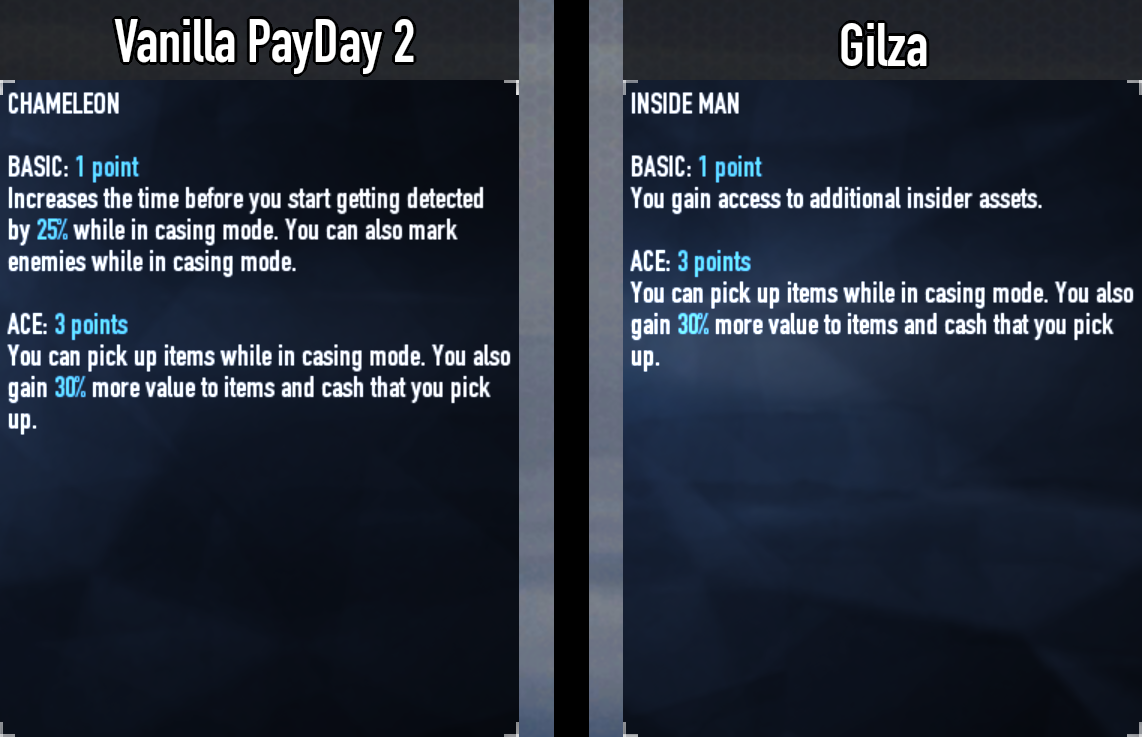 Vanilla PayDay 2
CHAMELEON
BASIC: 1 point
Increases the time before you start getting detected
by 25% while in casing mode. You can also mark
enemies while in casing mode.
ACE: 3 points
You can pick up items while in casing mode. You also
gain 30% more value to items and cash that you pick
up.
Gilza
INSIDE MAN
BASIC: 1 point
You gain access to additional insider assets.
ACE: 3 points
You can pick up items while in casing mode. You also
gain 30% more value to items and cash that you pick
up.